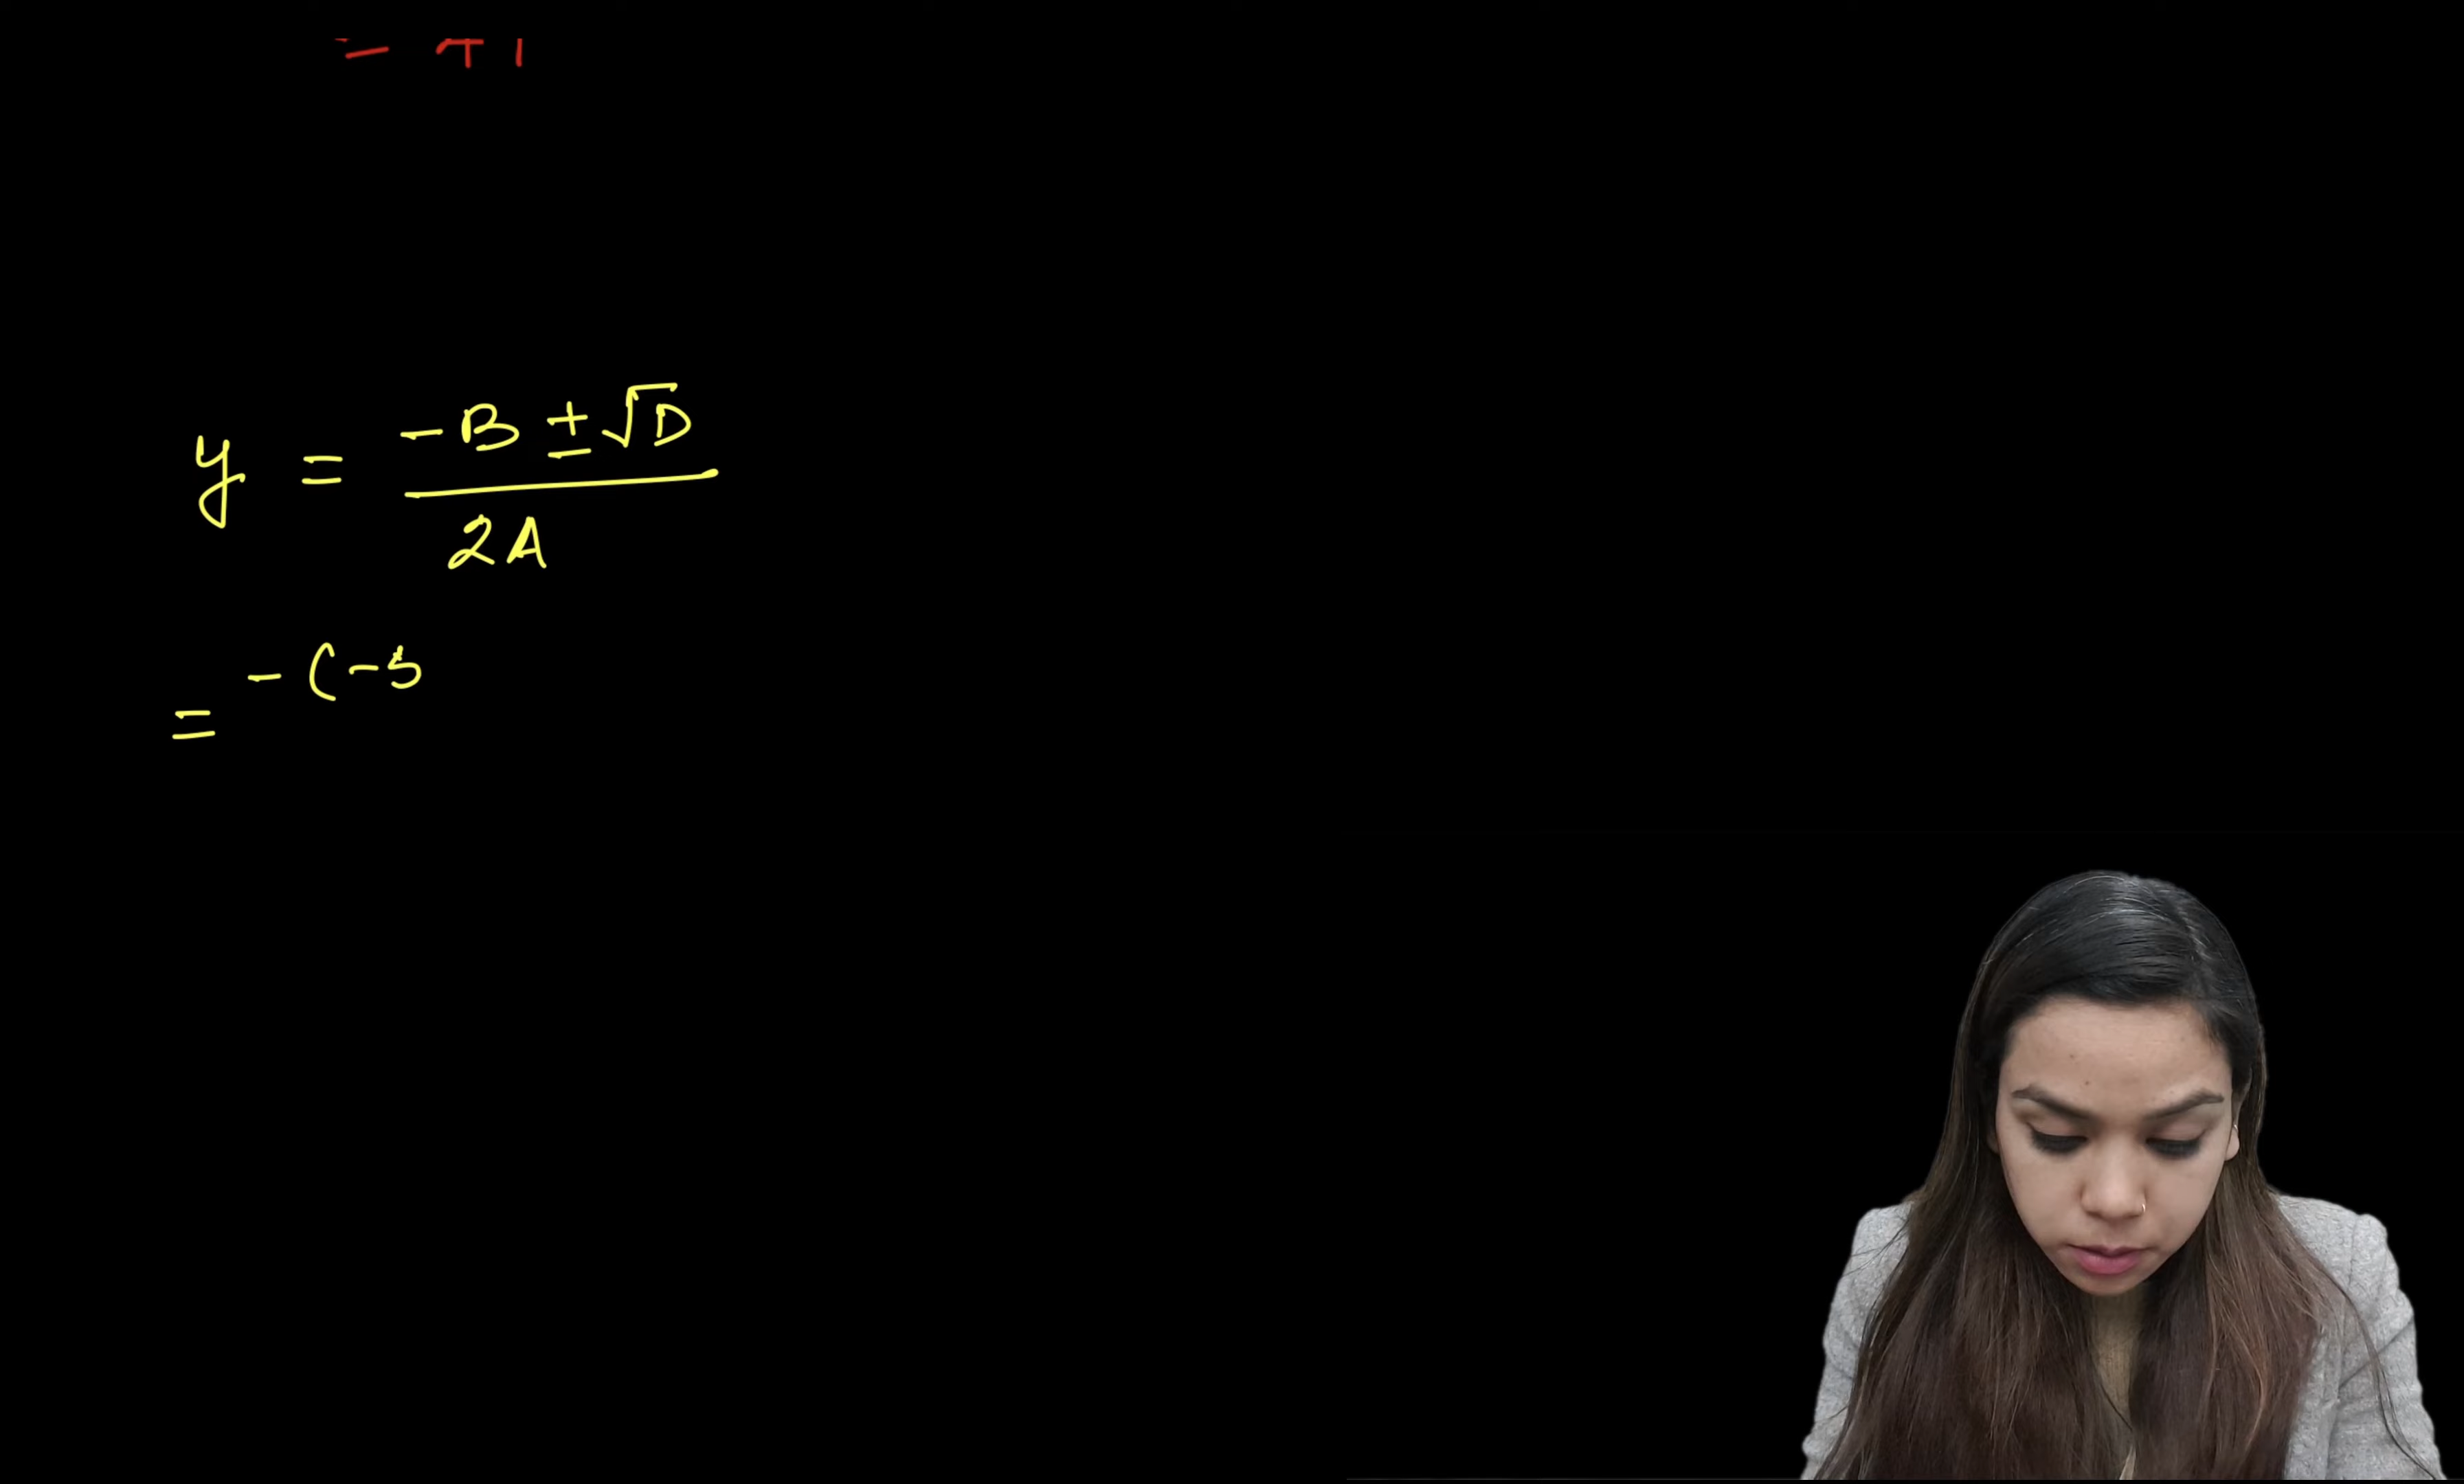 y = -B ± √D / 2A
= - (-5